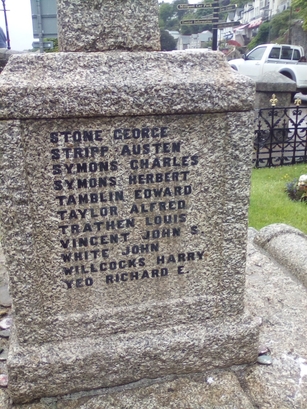 STONE GEORGE
STRIPP AUSTEN
SYMONS CHARLES
SYMONS HERBERT
TAMBLIN EDWARD
TAYLOR ALFRED
TRATHEN LOUIS
VINCENT JOHN S.
WHITE JOHN
WILLCOCKS HARRY
YEO RICHARD E.